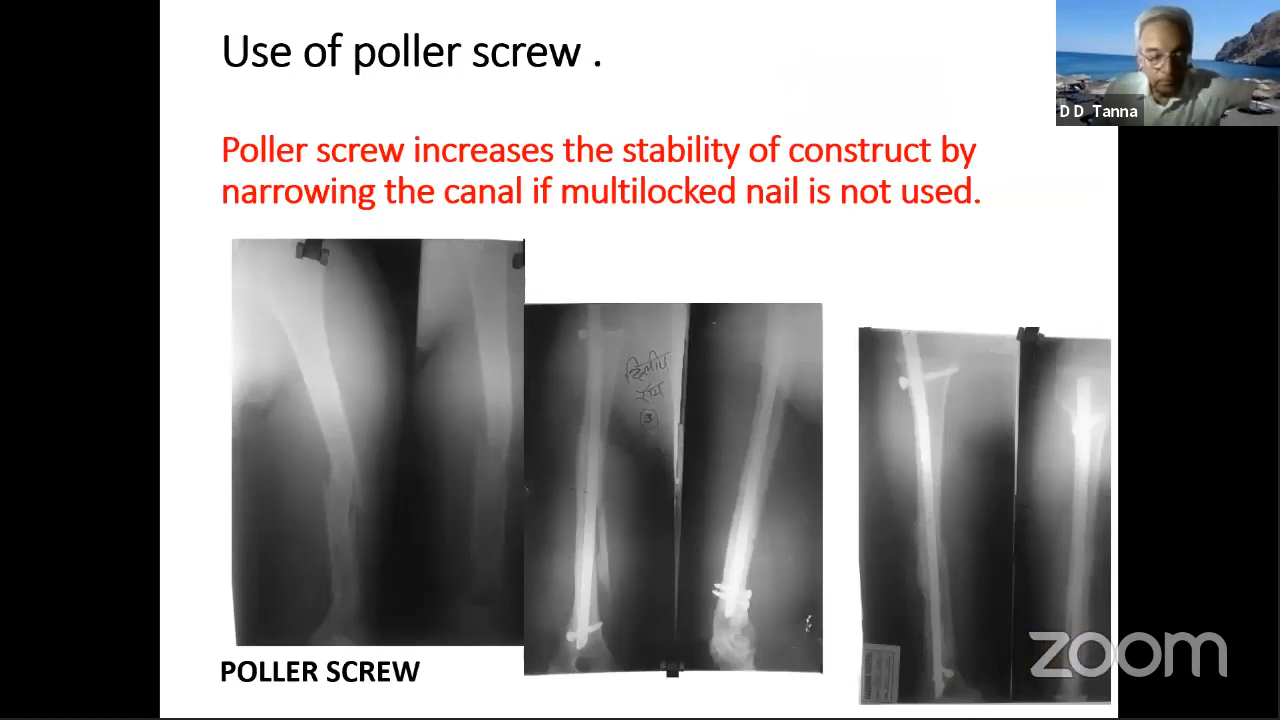 Use of poller screw .
D D Tanna
Poller screw increases the stability of construct by
narrowing the canal if multilocked nail is not used.
दिलीप
राय
3
POLLER SCREW
zoom